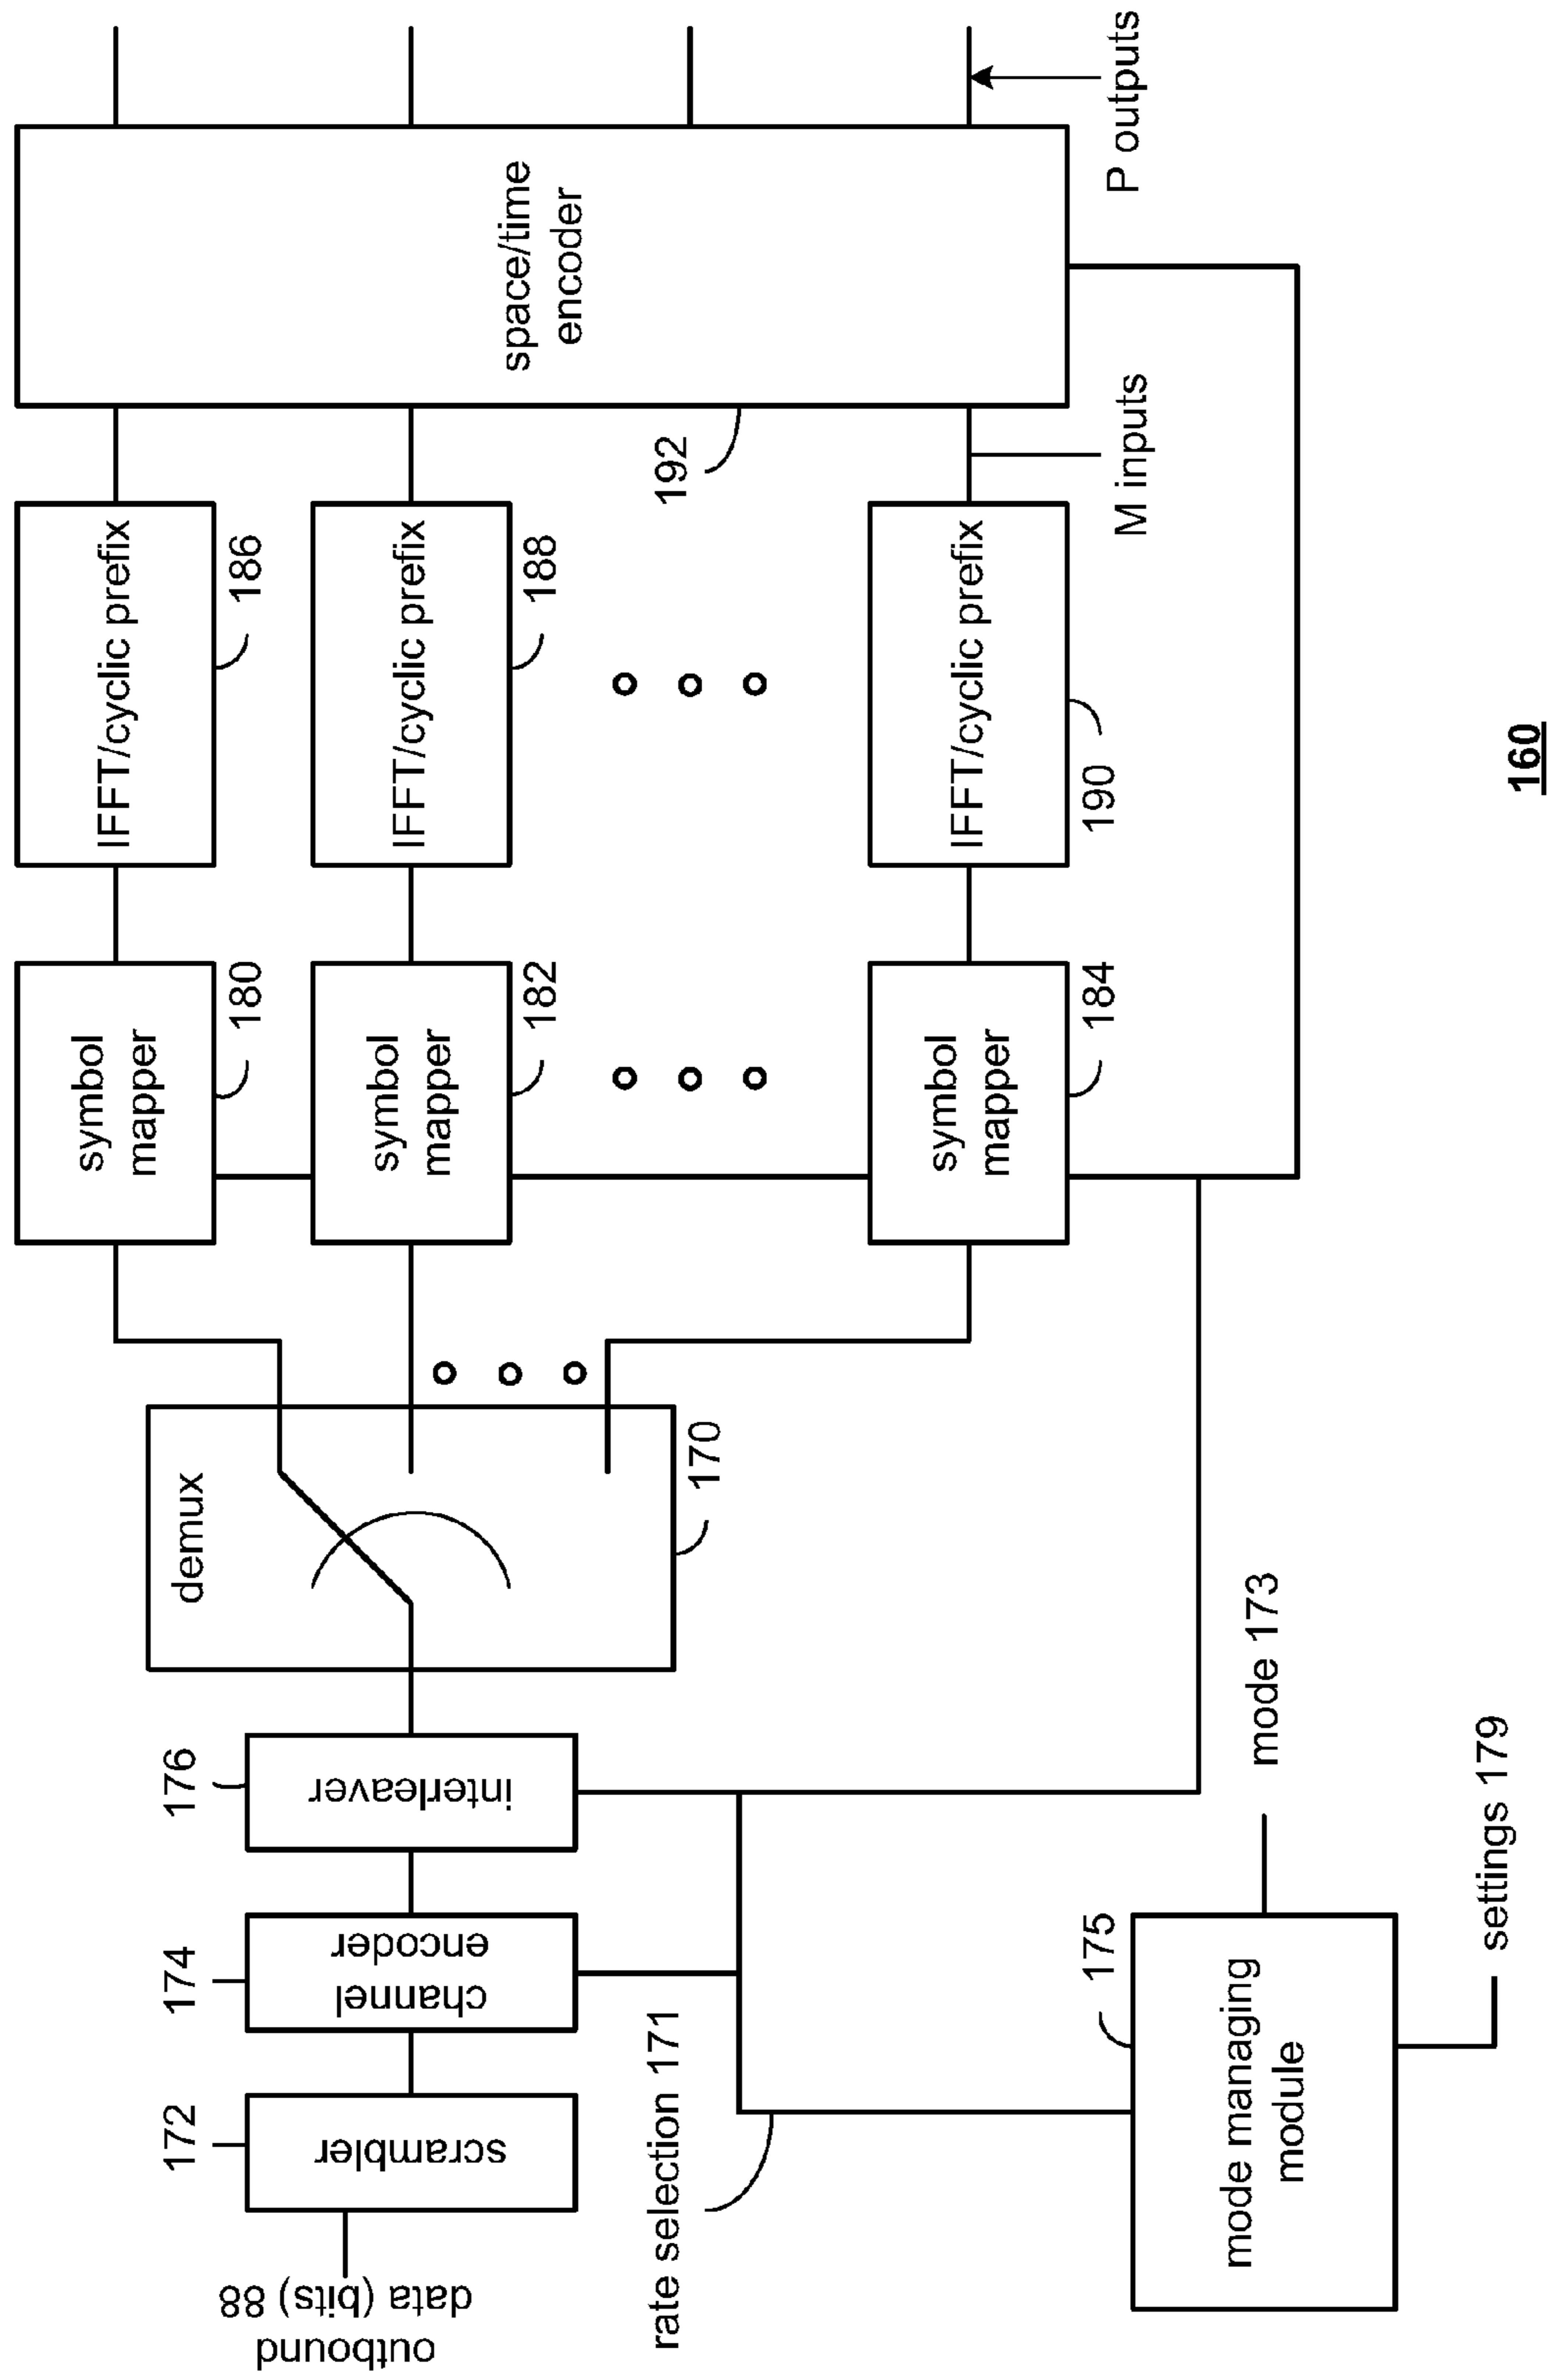 outbound
data (bits) 88
172
scrambler
174
channel
encoder
176
interleaver
demux
170
symbol
mapper
180
symbol
mapper
182
symbol
mapper
184
IFFT/cyclic prefix
186
IFFT/cyclic prefix
188
IFFT/cyclic prefix
190
192
space/time
encoder
M inputs
P outputs
rate selection 171
mode managing
module
175
mode 173
settings 179
160